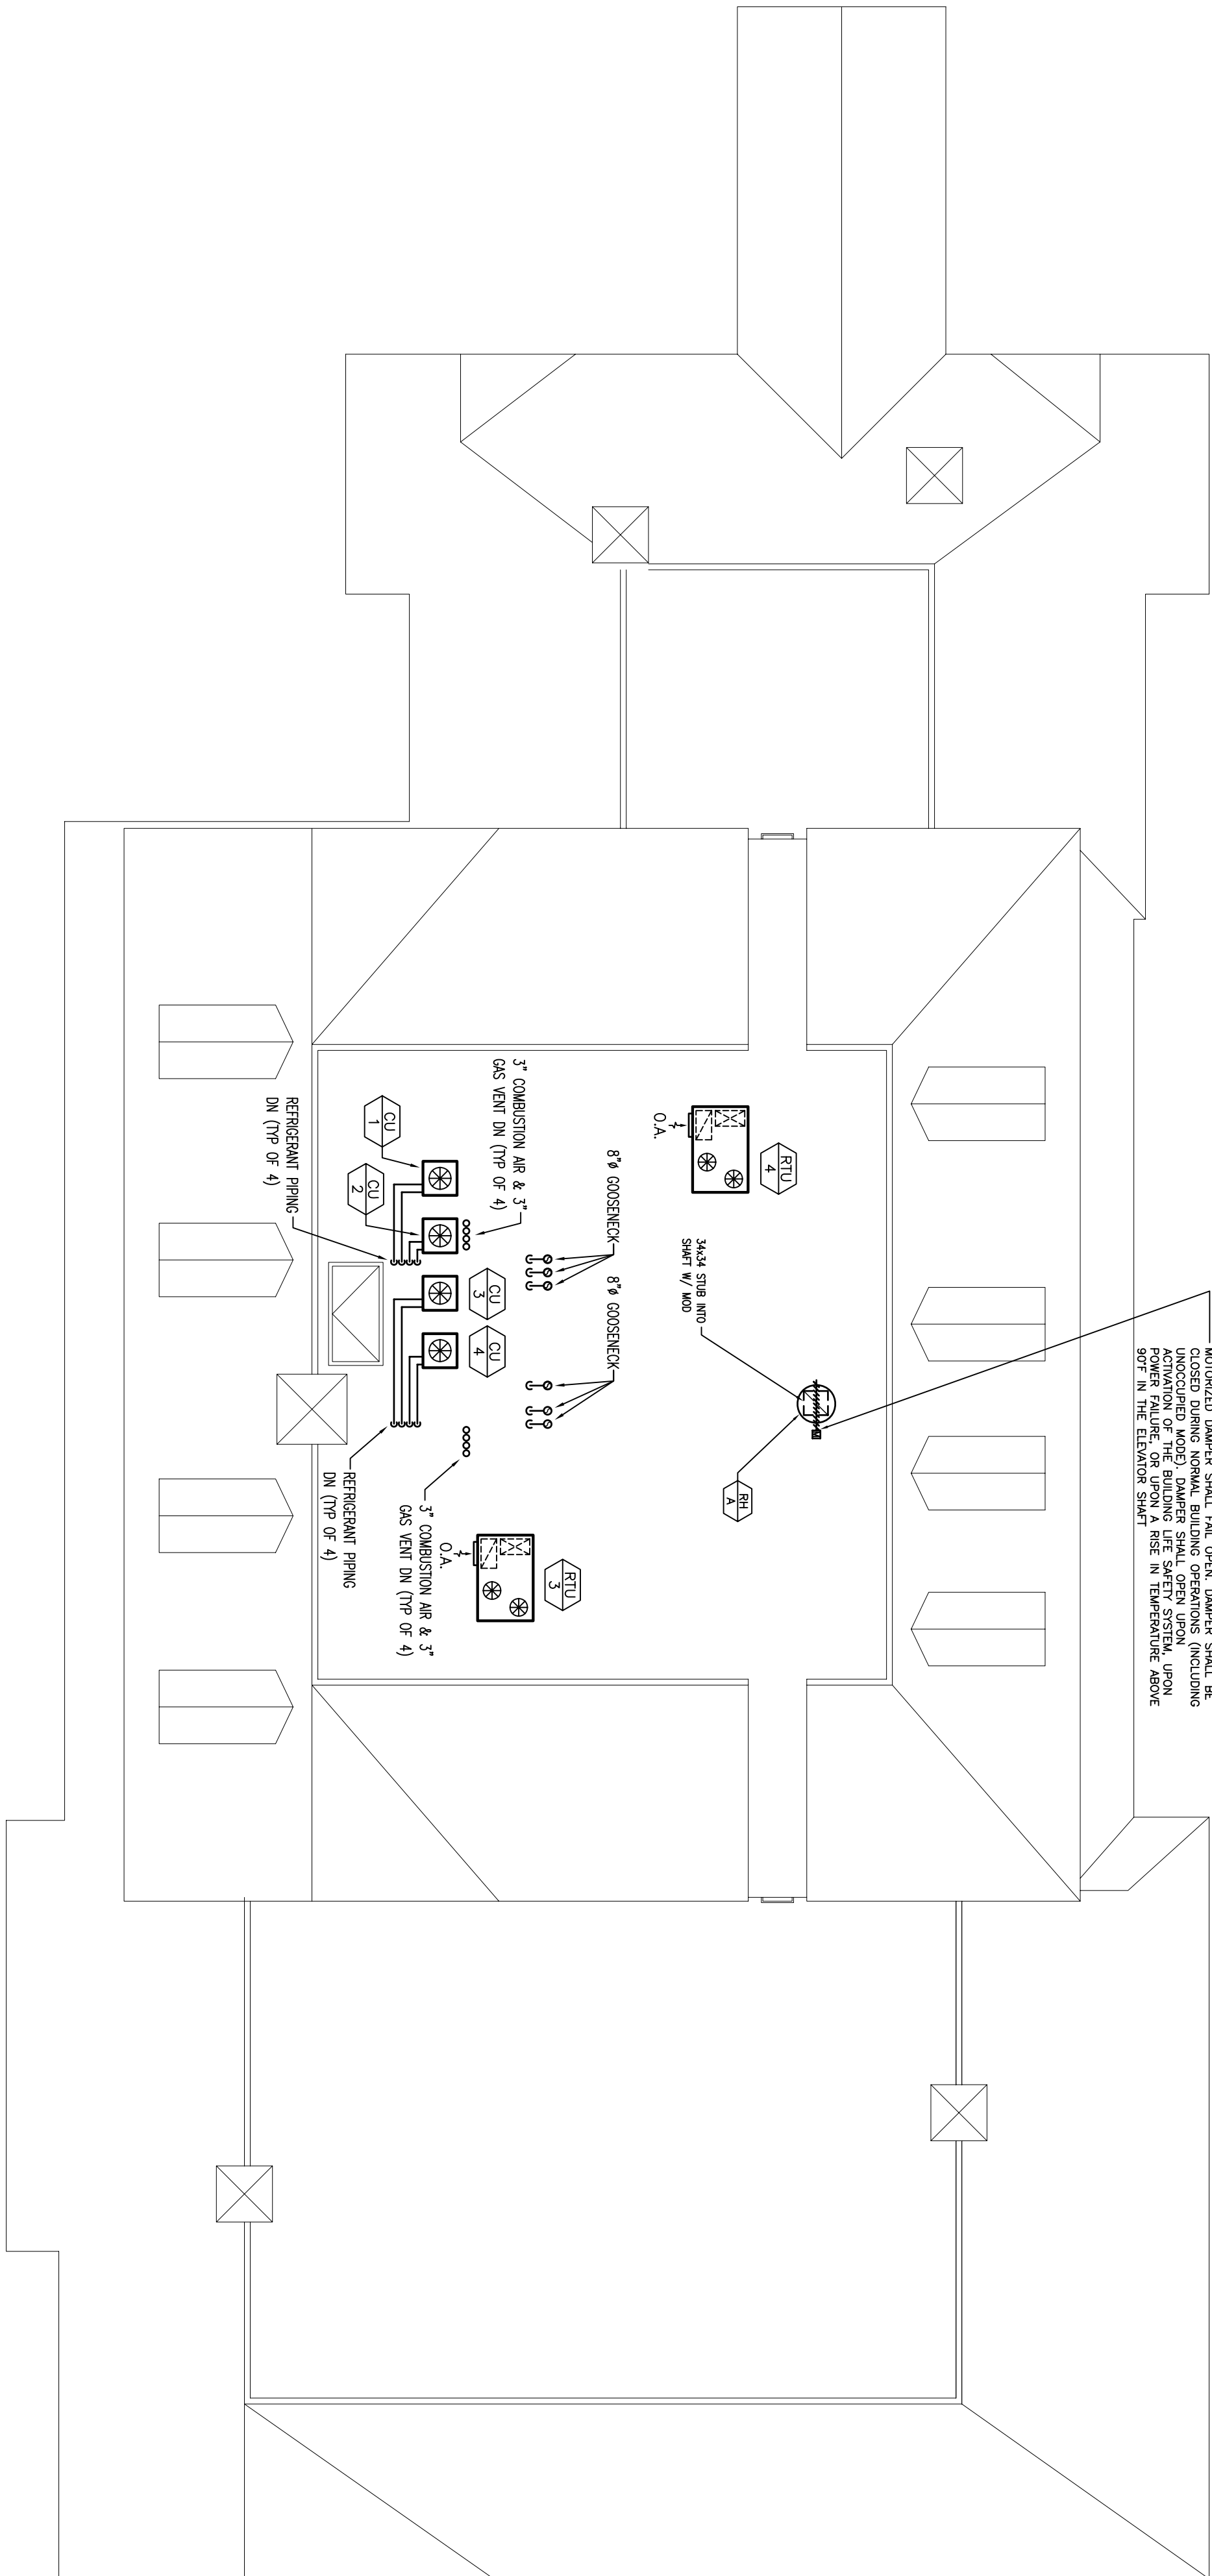 MOTORIZED DAMPER SHALL FAIL OPEN. DAMPER SHALL BE
CLOSED DURING NORMAL BUILDING OPERATIONS (INCLUDING
UNOCCUPIED MODE). DAMPER SHALL OPEN UPON
ACTIVATION OF THE BUILDING LIFE SAFETY SYSTEM, UPON
POWER FAILURE, OR UPON A RISE IN TEMPERATURE ABOVE
90°F IN THE ELEVATOR SHAFT
RTU
4
O.A.
34x34 STUB INTO
SHAFT W/ MOD
RH
A
M
8"ø GOOSENECK
8"ø GOOSENECK
3" COMBUSTION AIR & 3"
GAS VENT DN (TYP OF 4)
CU
1
CU
2
CU
3
CU
4
RTU
3
O.A.
3" COMBUSTION AIR & 3"
GAS VENT DN (TYP OF 4)
REFRIGERANT PIPING
DN (TYP OF 4)
REFRIGERANT PIPING
DN (TYP OF 4)